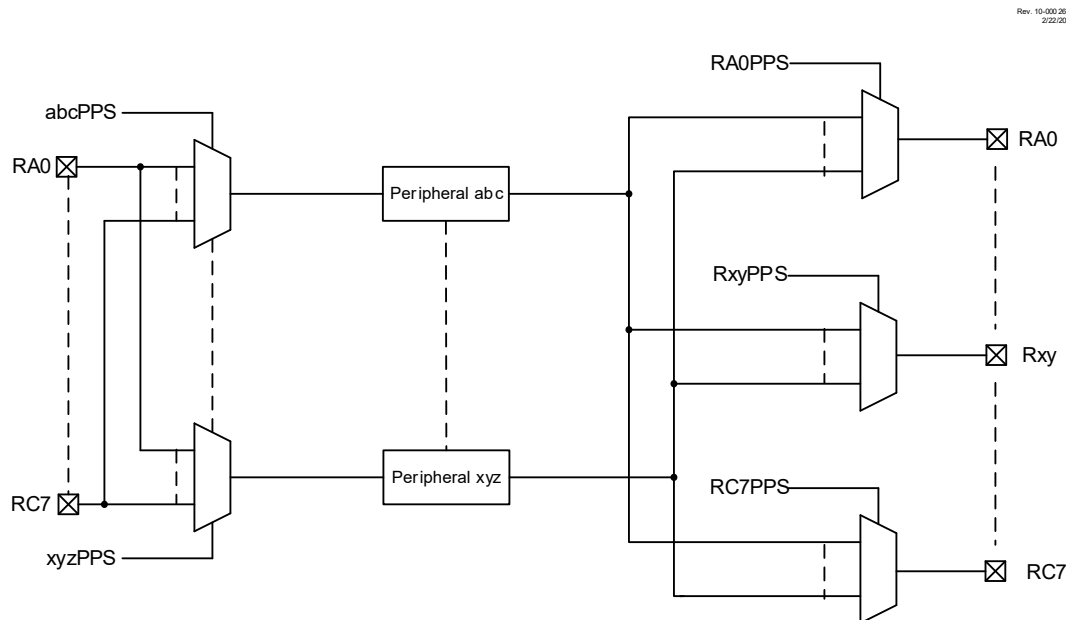 Rev. 10-000 26
2/22/20
RA0PPS
abcPPS
RA0
RA0
Peripheral abc
RxyPPS
Rxy
Peripheral xyz
RC7PPS
RC7
xyzPPS
RC7